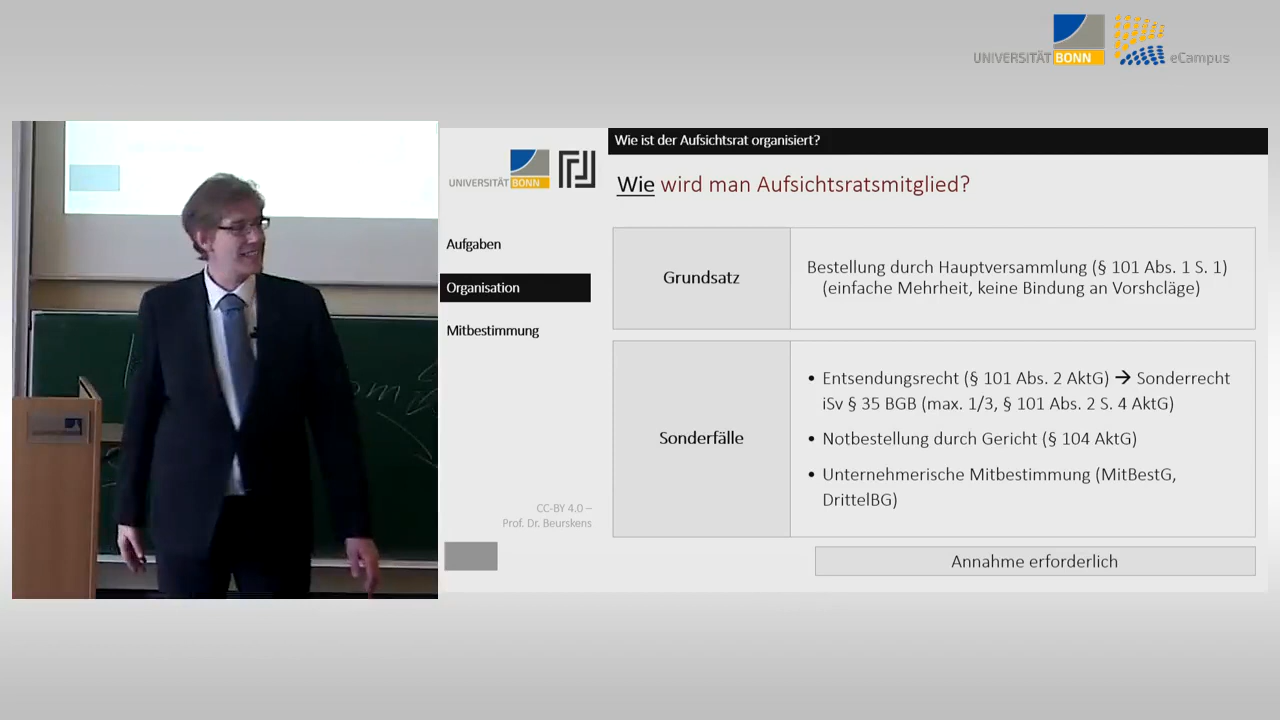 UNIVERSITÄT BONN
eCampus
Wie ist der Aufsichtsrat organisiert?
UNIVERSITÄT BONN
Wie wird man Aufsichtsratsmitglied?
Aufgaben
Organisation
Mitbestimmung
Grundsatz
Bestellung durch Hauptversammlung (§ 101 Abs. 1 S. 1)
(einfache Mehrheit, keine Bindung an Vorshcläge)
Sonderfälle
• Entsendungsrecht (§ 101 Abs. 2 AktG) → Sonderrecht
iSv § 35 BGB (max. 1/3, § 101 Abs. 2 S. 4 AktG)
• Notbestellung durch Gericht (§ 104 AktG)
• Unternehmerische Mitbestimmung (MitBestG,
DrittelBG)
CC-BY 4.0 –
Prof. Dr. Beurskens
Annahme erforderlich